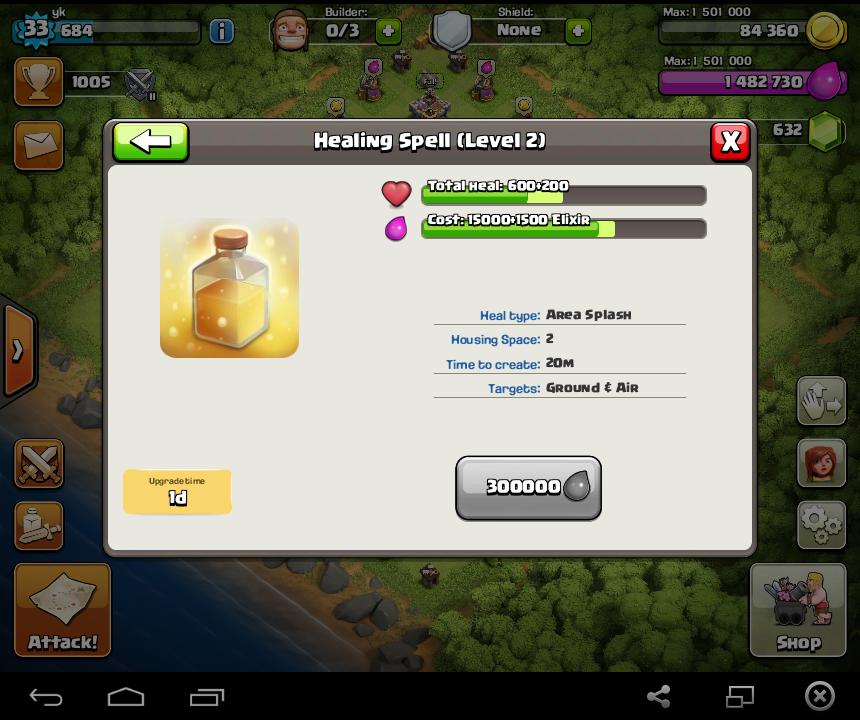 yk
33 684
Builder:
0/3
Shield:
None
Max: 1 501 000
84 360
Max: 1 501 000
1 482 730
1005
632
Healing Spell (Level 2)
X
Total heal: 600+200
Cost: 15000+1500 Elixir
Heal type: Area Splash
Housing Space: 2
Time to create: 20m
Targets: Ground & Air
Upgrade time
1d
300000
Attack!
Shop